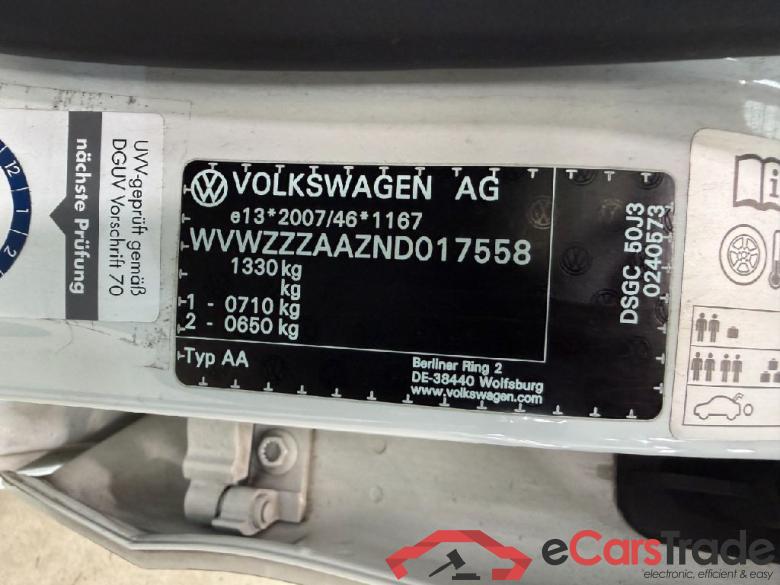 UVV-geprüft gemäß
DGUV Vorschrift 70
nächste Prüfung
12
1
2
VOLKSWAGEN AG
e13*2007/46*1167
WVWZZZAAZND017558
1330 kg
kg
1 - 0710 kg
2 - 0650 kg
Typ AA
Berliner Ring 2
DE-38440 Wolfsburg
www.volkswagen.com
DSGC 50J3
0240573
eCarsTrade
electronic, efficient & easy